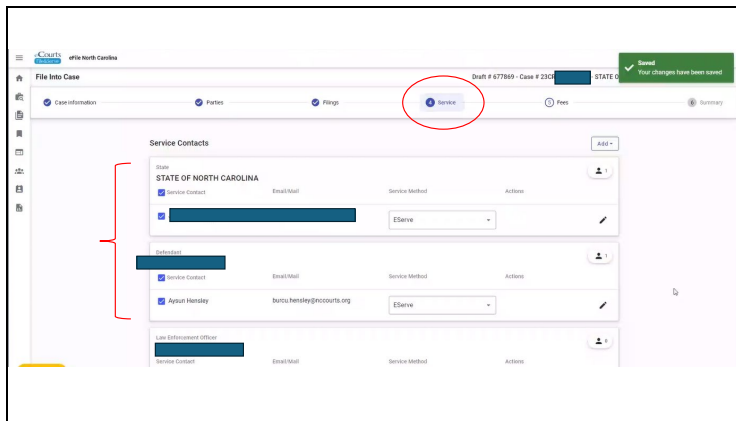 eCourts
eFile North Carolina
File Into Case
Draft # 677869 - Case # 23CR
- STATE O
Saved
Your changes have been saved
Case Information
Parties
Filings
4 Service
5 Fees
6 Summary
Service Contacts
Add
State
STATE OF NORTH CAROLINA
1
Service Contact Email/Mail Service Method Actions
EServe
Defendant
1
Service Contact Email/Mail Service Method Actions
Aysun Hensley burcu.hensley@nccourts.org EServe
Law Enforcement Officer
0
Service Contact Email/Mail Service Method Actions